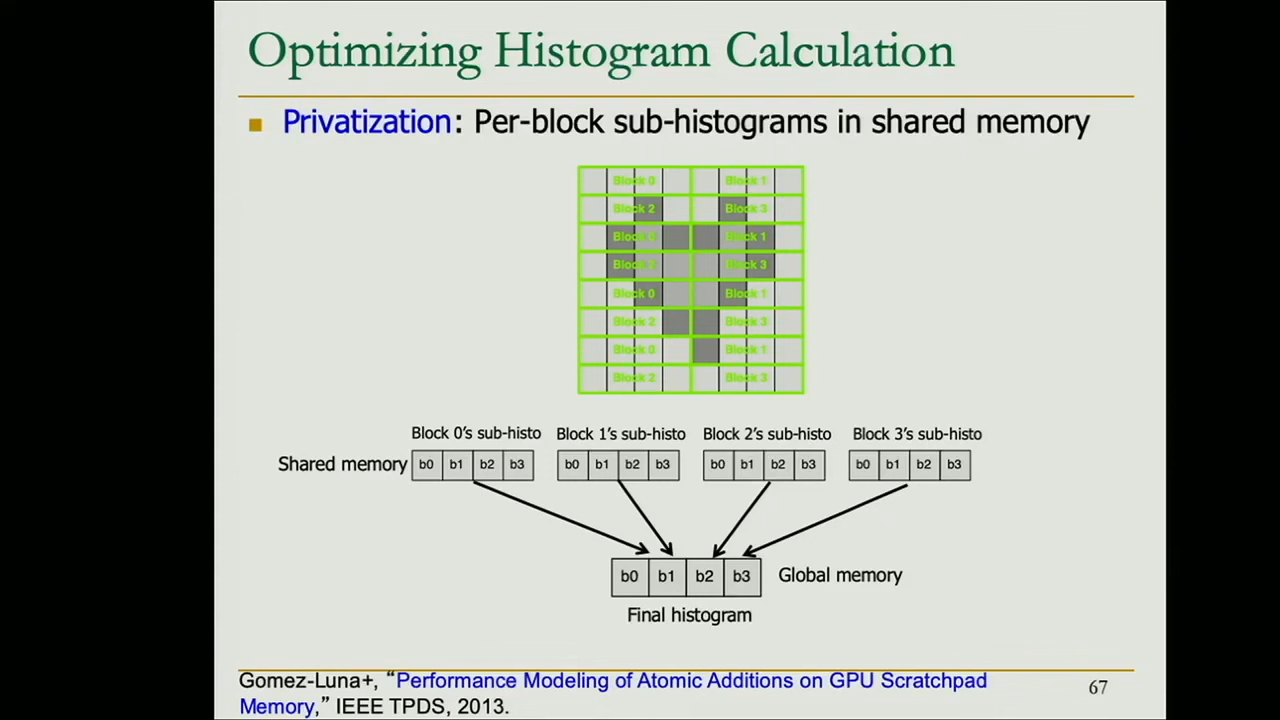 Optimizing Histogram Calculation
Privatization: Per-block sub-histograms in shared memory
Block 0 Block 1
Block 2 Block 3
Block 0 Block 1
Block 2 Block 3
Block 0 Block 1
Block 2 Block 3
Block 0 Block 1
Block 2 Block 3
Block 0's sub-histo Block 1's sub-histo Block 2's sub-histo Block 3's sub-histo
Shared memory b0 b1 b2 b3 b0 b1 b2 b3 b0 b1 b2 b3 b0 b1 b2 b3
b0 b1 b2 b3 Global memory
Final histogram
Gomez-Luna+, “Performance Modeling of Atomic Additions on GPU Scratchpad
Memory,” IEEE TPDS, 2013.
67